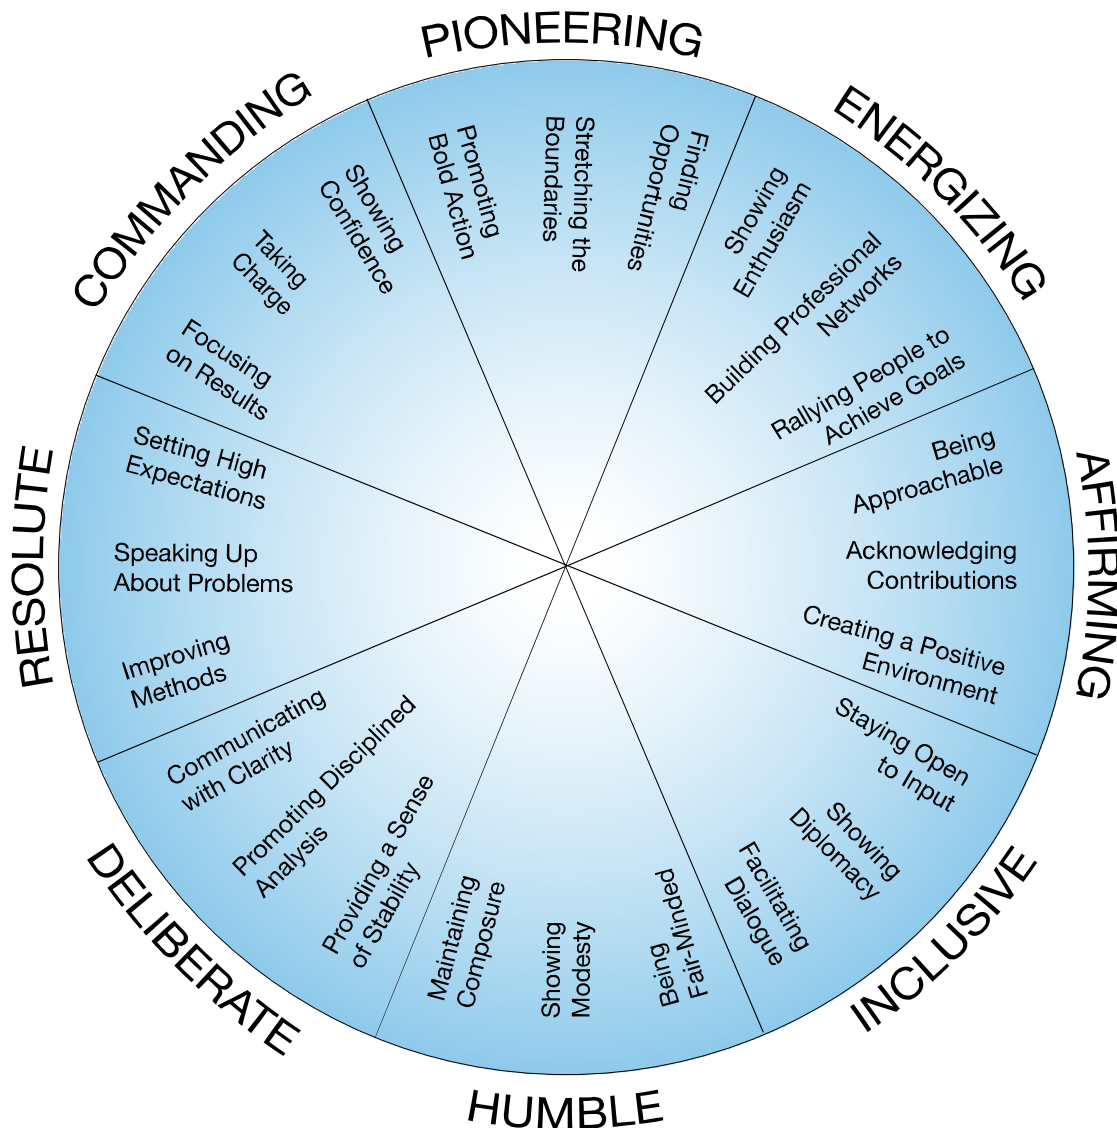 PIONEERING
Promoting
Bold Action
Stretching the
Boundaries
Finding
Opportunities
ENERGIZING
Showing
Enthusiasm
Building Professional
Networks
Rallying People to
Achieve Goals
AFFIRMING
Being
Approachable
Acknowledging
Contributions
Creating a Positive
Environment
INCLUSIVE
Staying Open
to Input
Showing
Diplomacy
Facilitating
Dialogue
HUMBLE
Being
Fair-Minded
Showing
Modesty
Maintaining
Composure
DELIBERATE
Providing a Sense
of Stability
Promoting Disciplined
Analysis
Communicating
with Clarity
RESOLUTE
Improving
Methods
Speaking Up
About Problems
Setting High
Expectations
COMMANDING
Focusing
on Results
Taking
Charge
Showing
Confidence